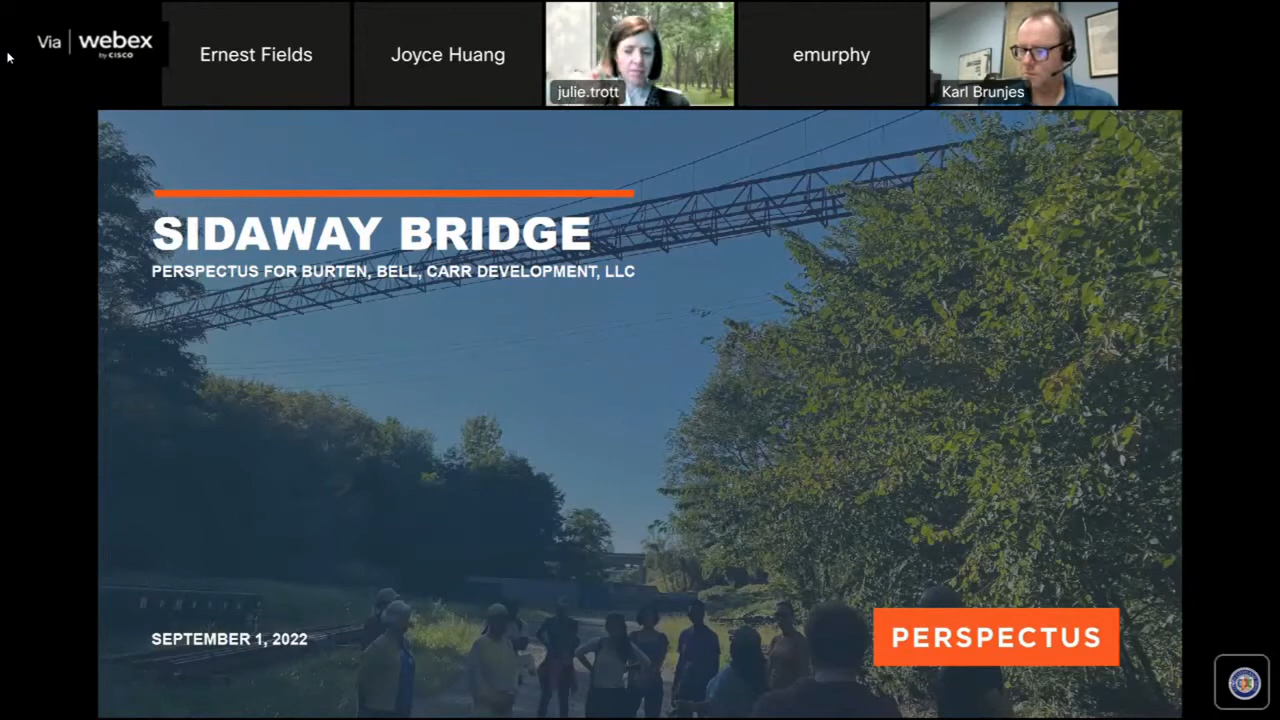 Via | webex
by CISCO
Ernest Fields
Joyce Huang
julie.trott
emurphy
Karl Brunjes
SIDAWAY BRIDGE
PERSPECTUS FOR BURTEN, BELL, CARR DEVELOPMENT, LLC
SEPTEMBER 1, 2022
PERSPECTUS